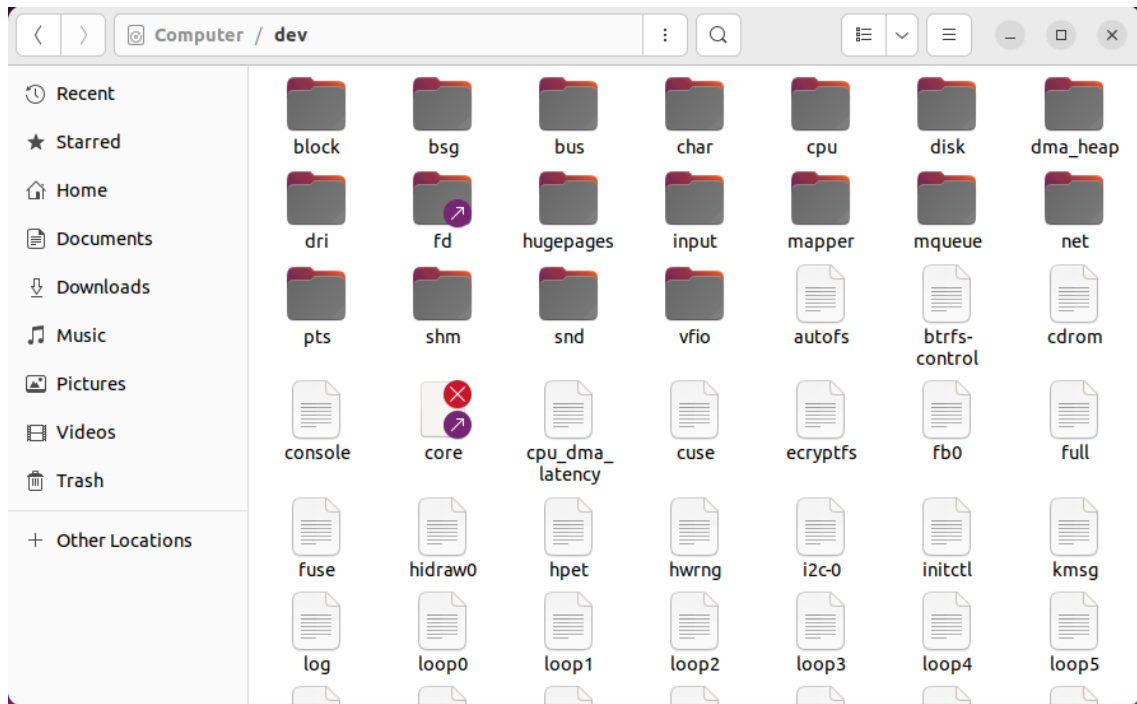 Computer / dev
Recent
Starred
Home
Documents
Downloads
Music
Pictures
Videos
Trash
Other Locations
block bsg bus char cpu disk dma_heap
dri fd hugepages input mapper mqueue net
pts shm snd vfio autofs btrfs- cdrom
control
console core cpu_dma_ cuse ecryptfs fb0 full
latency
fuse hidraw0 hpet hwrng i2c-0 initctl kmsg
log loop0 loop1 loop2 loop3 loop4 loop5